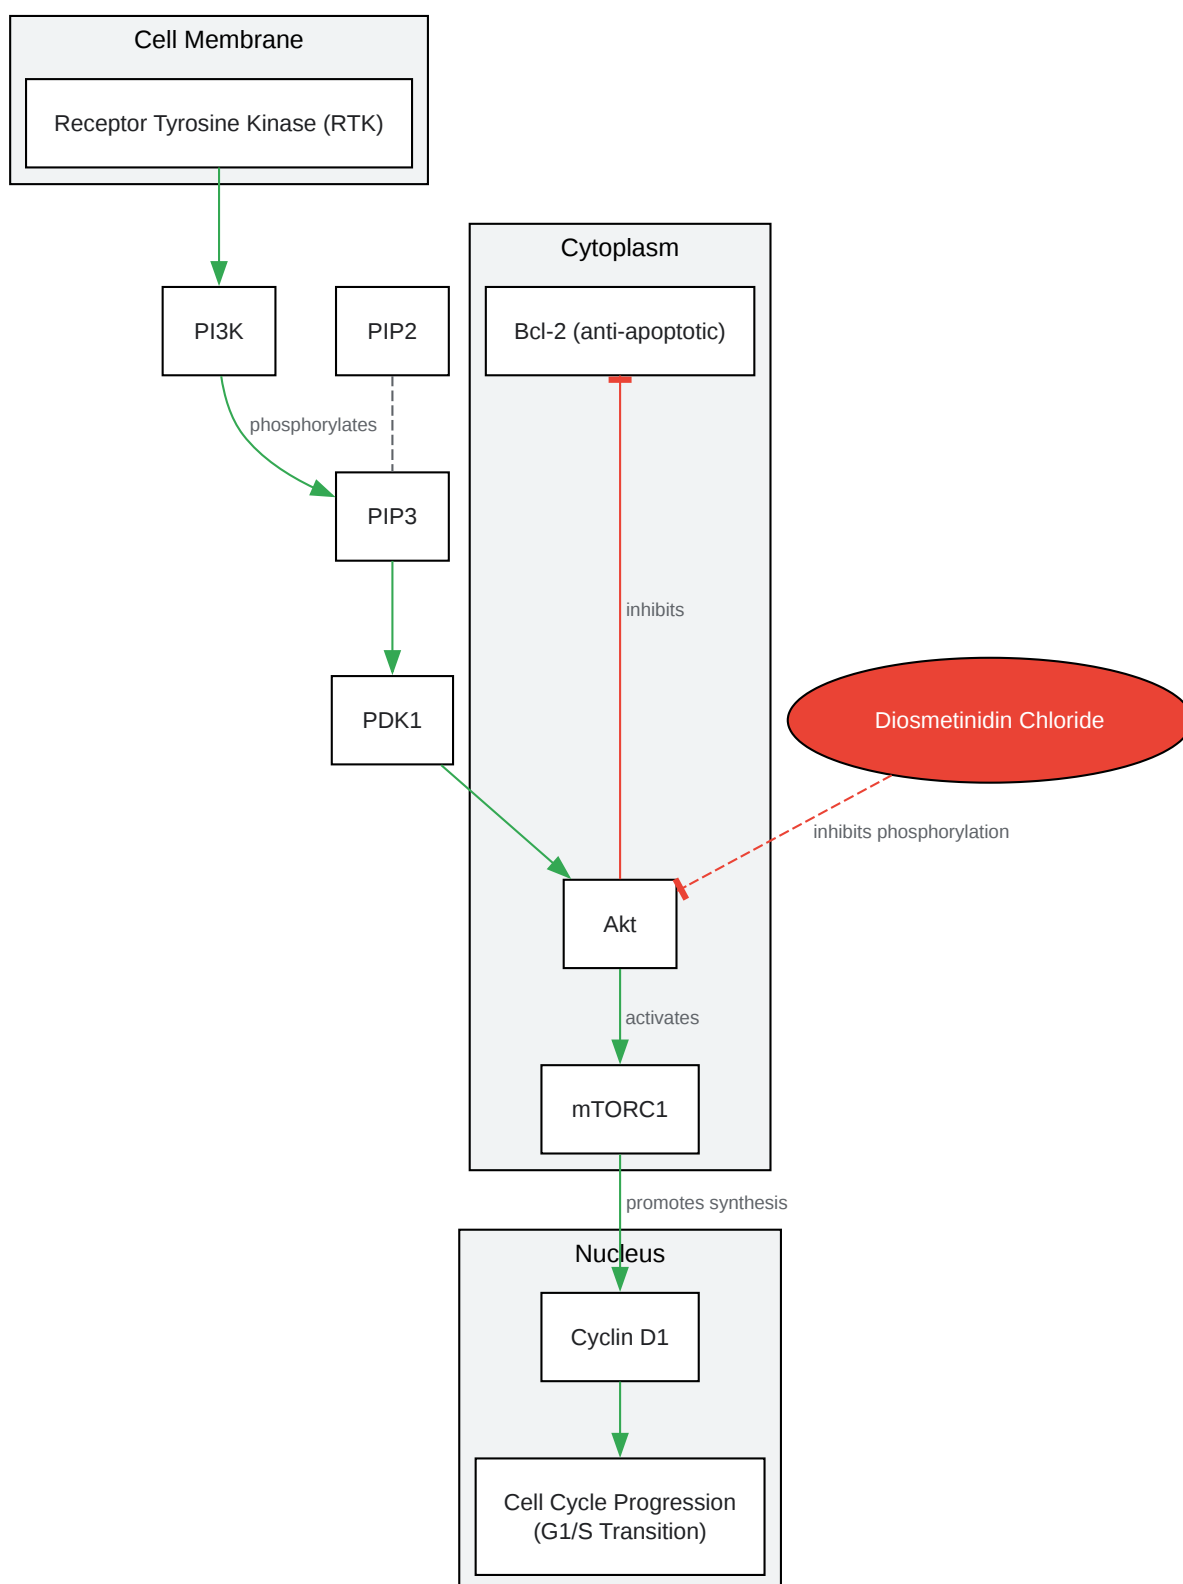 Cell Membrane
Receptor Tyrosine Kinase (RTK)
Cytoplasm
PI3K
PIP2
Bcl-2 (anti-apoptotic)
phosphorylates
PIP3
inhibits
PDK1
Diosmetinidin Chloride
inhibits phosphorylation
Akt
activates
mTORC1
promotes synthesis
Nucleus
Cyclin D1
Cell Cycle Progression
(G1/S Transition)